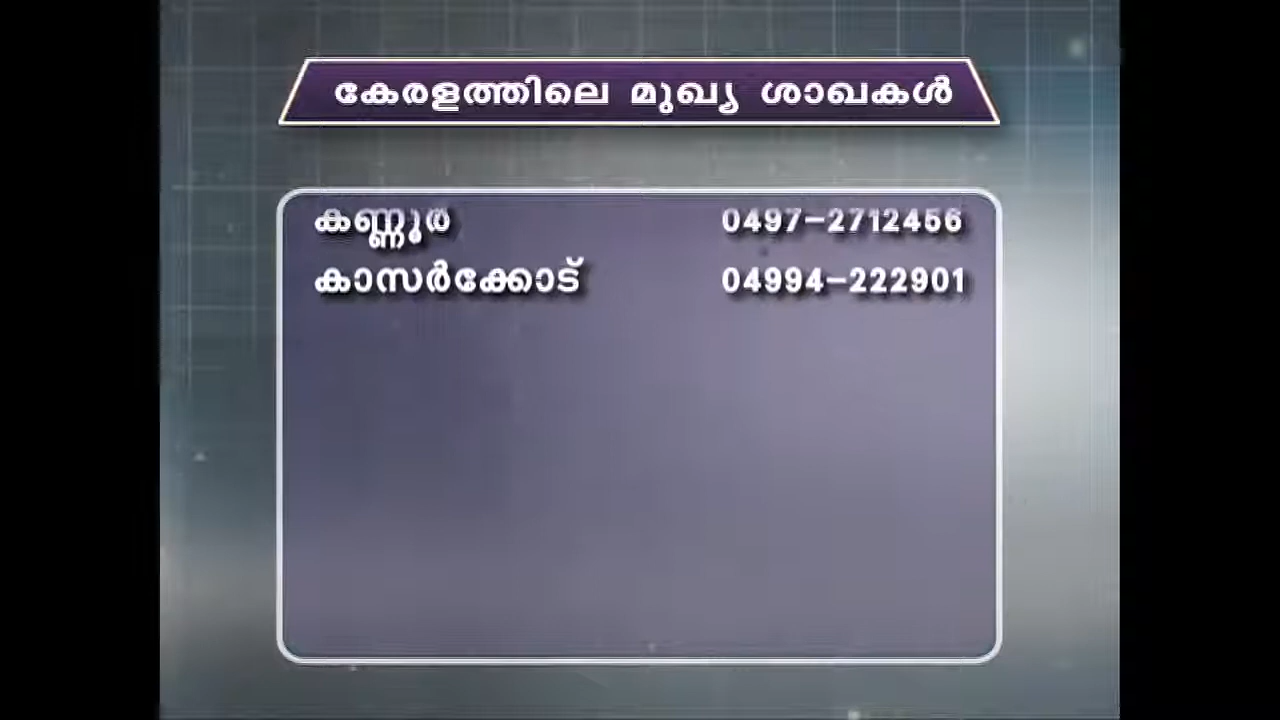 കേരളത്തിലെ മുഖ്യ ശാഖകൾ
കണ്ണൂർ 0497-2712456
കാസർക്കോട് 04994-222901